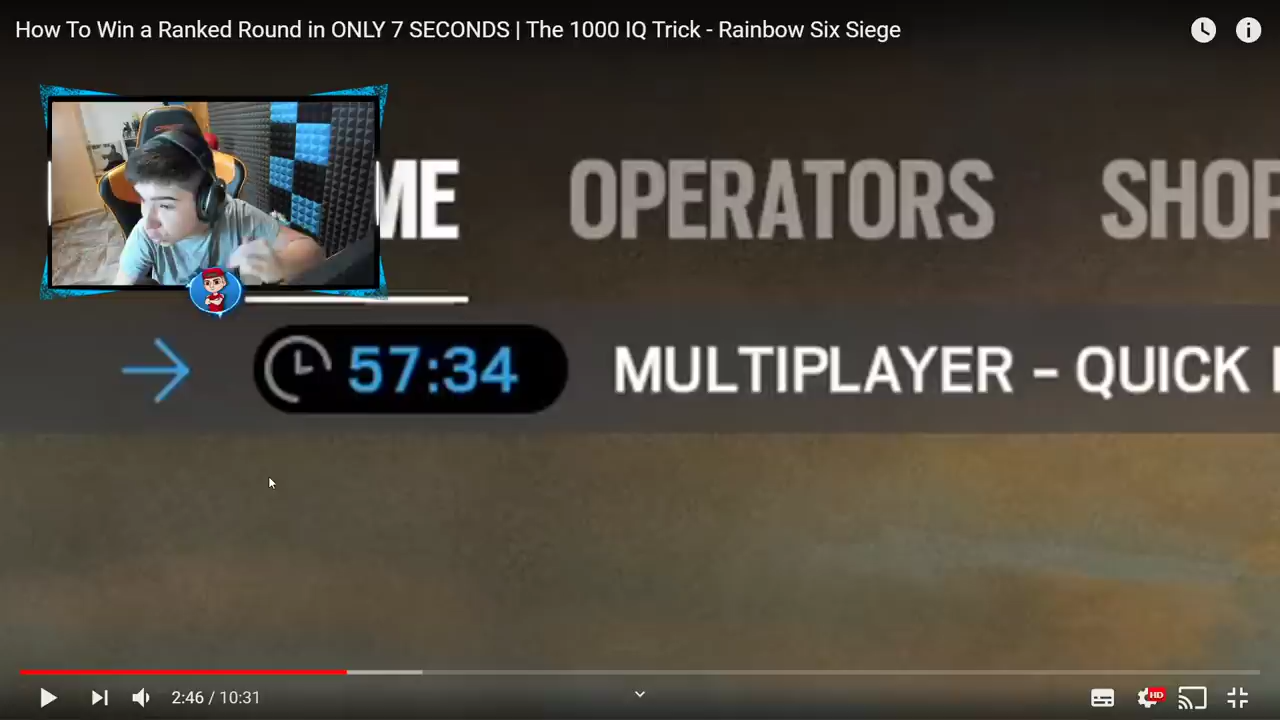 How To Win a Ranked Round in ONLY 7 SECONDS | The 1000 IQ Trick - Rainbow Six Siege
ME OPERATORS SHOP
57:34 MULTIPLAYER - QUICK
2:46 / 10:31
HD